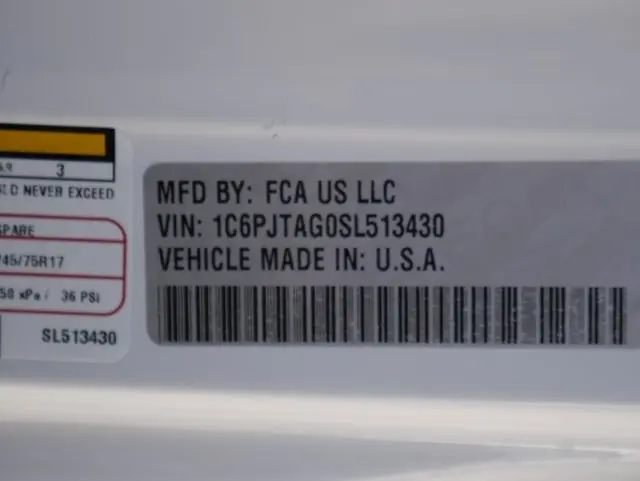 3
NEVER EXCEED
SPARE
45/75R17
36 PSI
SL513430
MFD BY: FCA US LLC
VIN: 1C6PJTAG0SL513430
VEHICLE MADE IN: U.S.A.